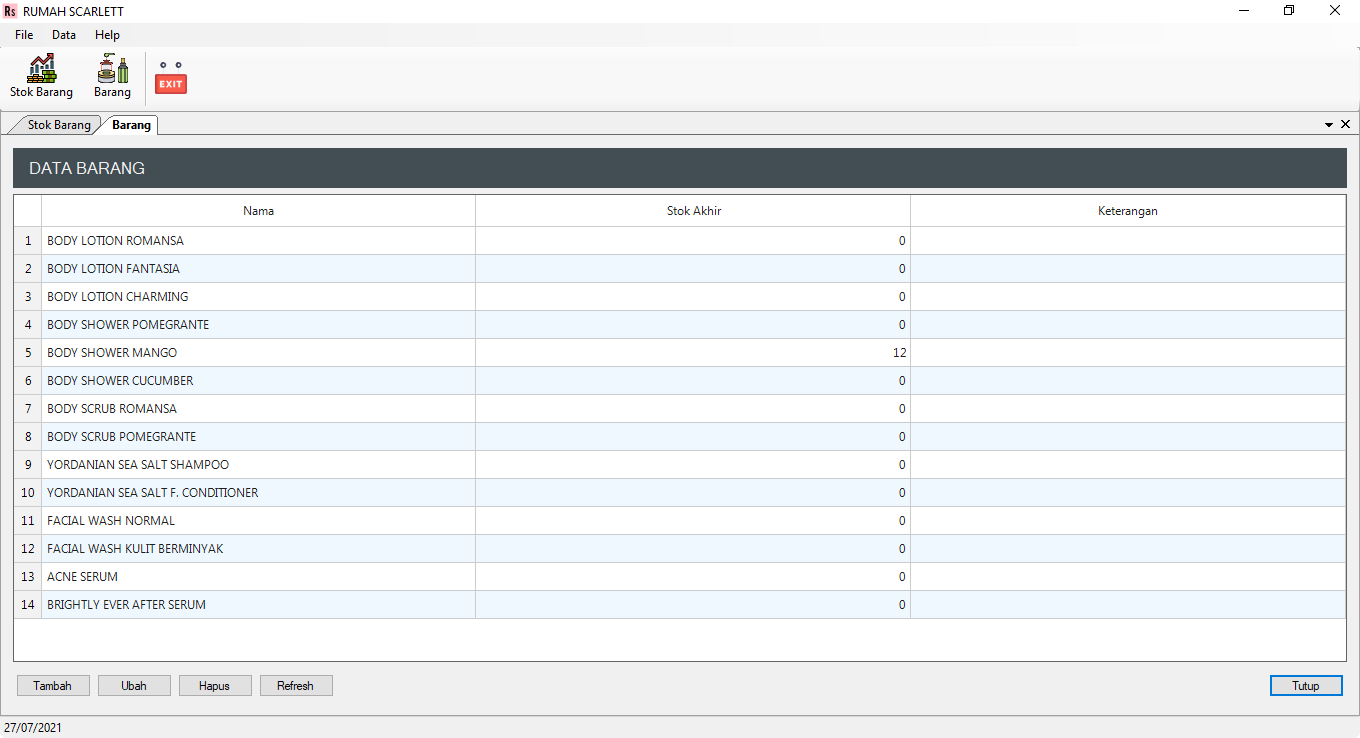 Rs RUMAH SCARLETT
File Data Help
EXIT
Stok Barang Barang
Stok Barang Barang
DATA BARANG
Nama Stok Akhir Keterangan
1 BODY LOTION ROMANSA 0
2 BODY LOTION FANTASIA 0
3 BODY LOTION CHARMING 0
4 BODY SHOWER POMEGRANTE 0
5 BODY SHOWER MANGO 12
6 BODY SHOWER CUCUMBER 0
7 BODY SCRUB ROMANSA 0
8 BODY SCRUB POMEGRANTE 0
9 YORDANIAN SEA SALT SHAMPOO 0
10 YORDANIAN SEA SALT F. CONDITIONER 0
11 FACIAL WASH NORMAL 0
12 FACIAL WASH KULIT BERMINYAK 0
13 ACNE SERUM 0
14 BRIGHTLY EVER AFTER SERUM 0
Tambah Ubah Hapus Refresh Tutup
27/07/2021